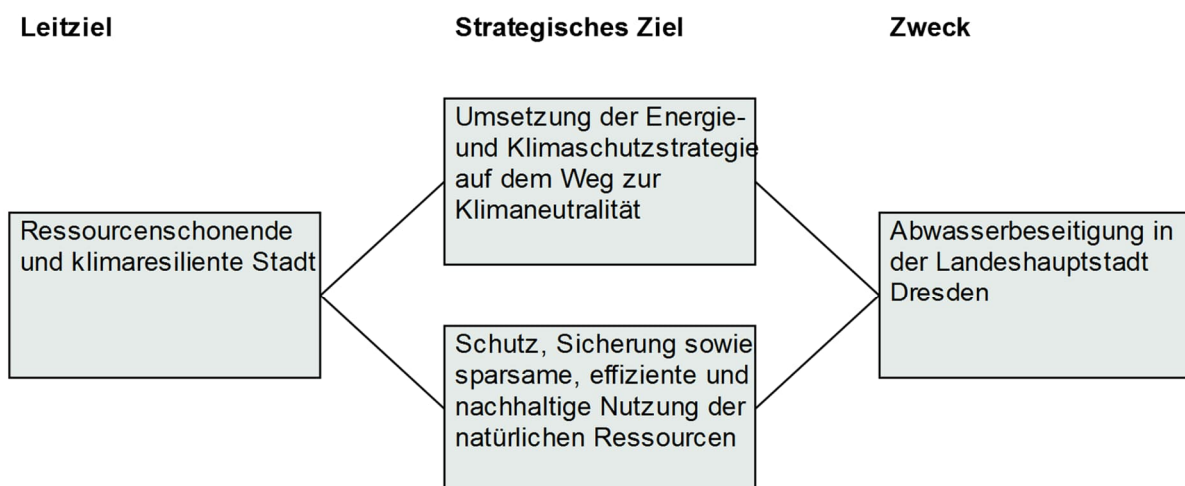 Leitziel
Strategisches Ziel
Zweck
Umsetzung der Energie-
und Klimaschutzstrategie
auf dem Weg zur
Klimaneutralität
Ressourcenschonende
und klimaresiliente Stadt
Abwasserbeseitigung in
der Landeshauptstadt
Dresden
Schutz, Sicherung sowie
sparsame, effiziente und
nachhaltige Nutzung der
natürlichen Ressourcen